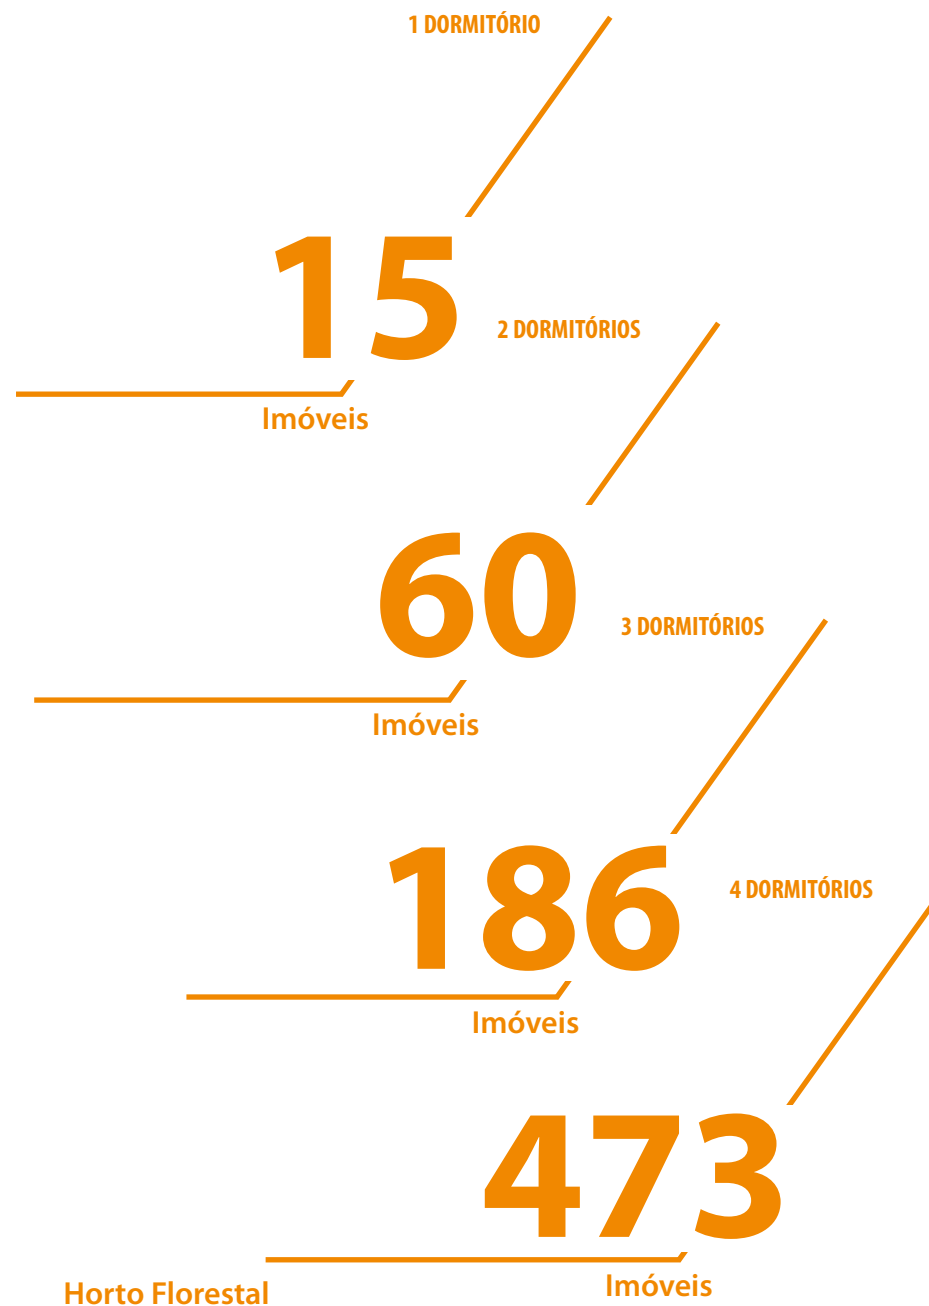 1 DORMITÓRIO
15
Imóveis
2 DORMITÓRIOS
60
Imóveis
3 DORMITÓRIOS
186
Imóveis
4 DORMITÓRIOS
473
Imóveis
Horto Florestal